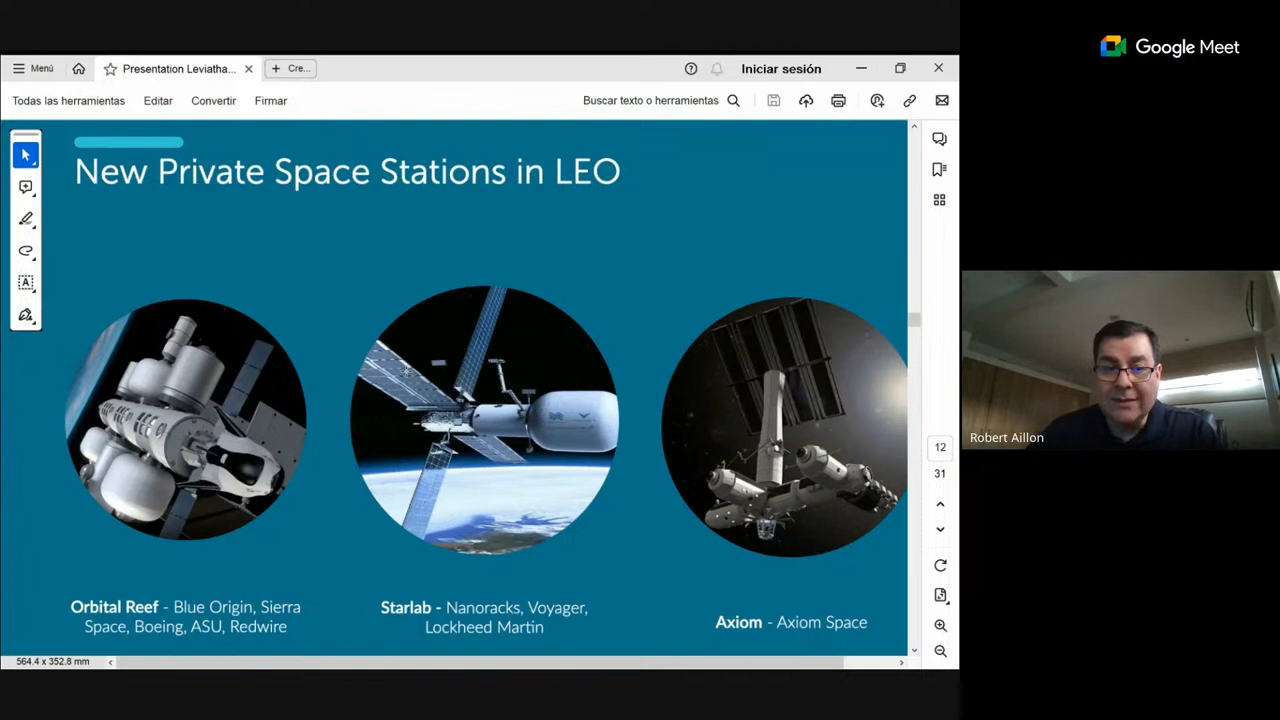 Google Meet
Menú
Presentation Leviatha...
Cre...
Iniciar sesión
Todas las herramientas
Editar
Convertir
Firmar
Buscar texto o herramientas
New Private Space Stations in LEO
Orbital Reef - Blue Origin, Sierra
Space, Boeing, ASU, Redwire
Starlab - Nanoracks, Voyager,
Lockheed Martin
Axiom - Axiom Space
12
31
564.4 x 352.8 mm
Robert Aillon